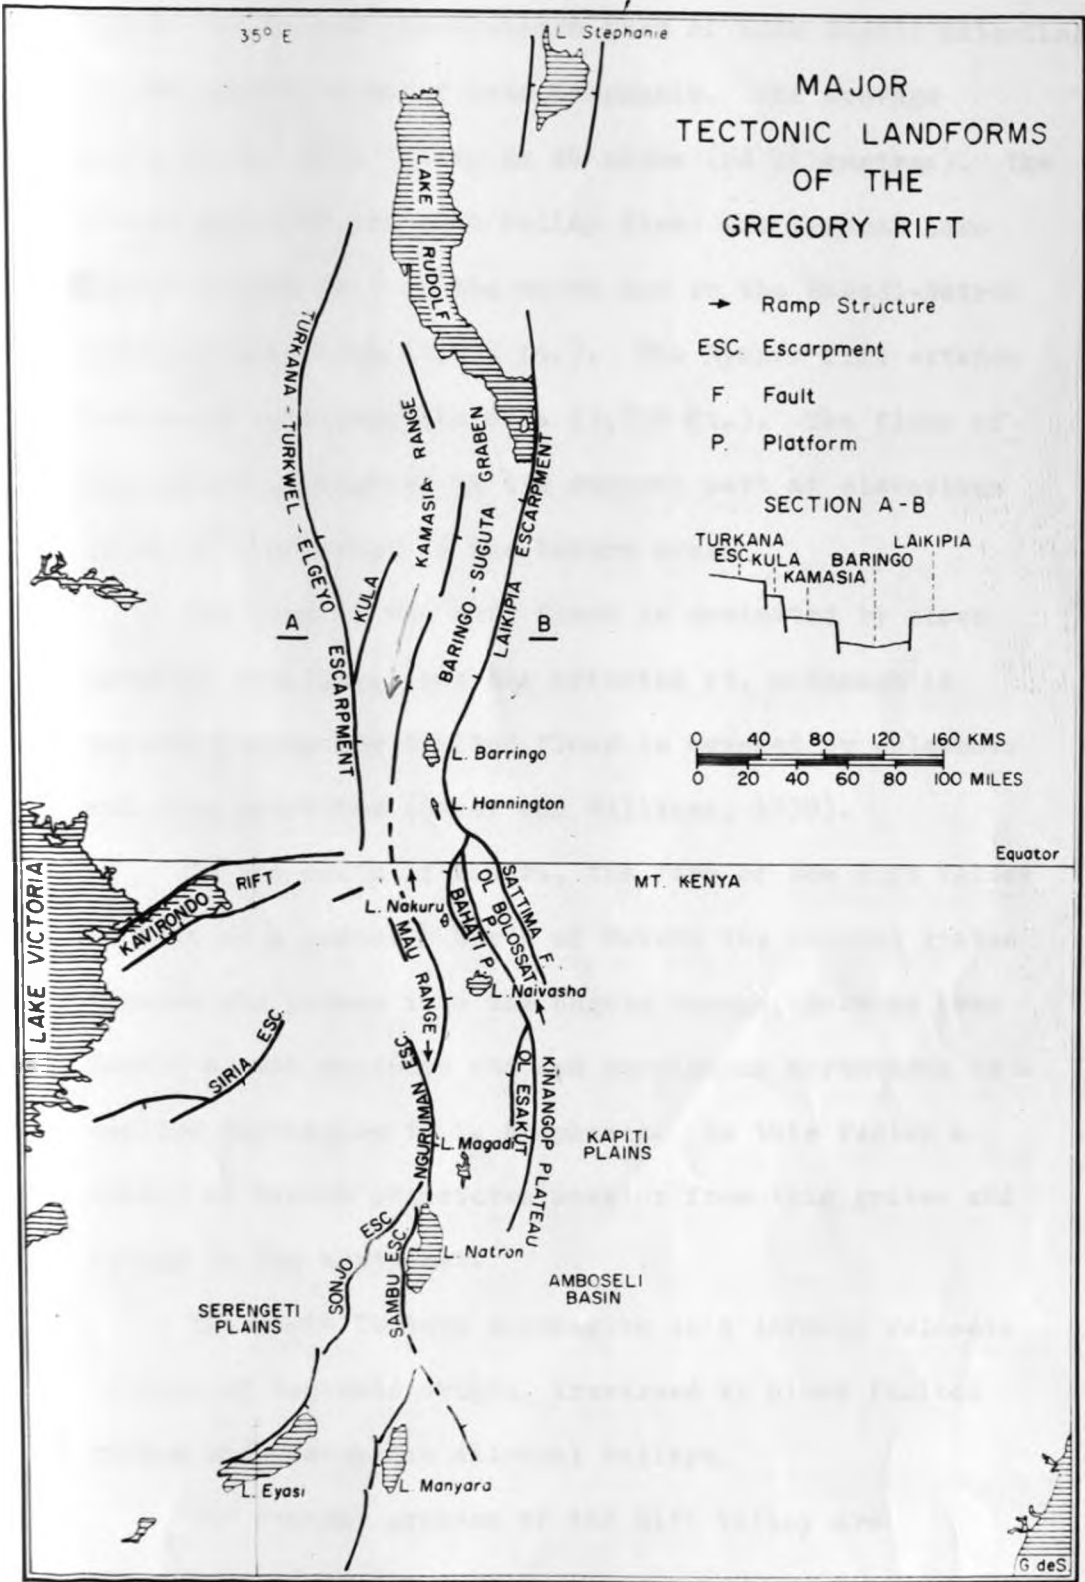 35° E
L. Stephanie
MAJOR
TECTONIC LANDFORMS
OF THE
GREGORY RIFT
→ Ramp Structure
ESC. Escarpment
F Fault
P. Platform
SECTION A-B
TURKANA
ESC
KULA
KAMASIA
BARINGO
LAIKIPIA
0 40 80 120 160 KMS
0 20 40 60 80 100 MILES
LAKE
RUDOLF
TURKANA TURKWEL - ELGEYO
ESCARPMENT
KULA
KAMASIA RANGE
BARINGO - SUGUTA GRABEN
LAIKIPIA ESCARPMENT
A
B
L. Barringo
L. Hannington
Equator
MT. KENYA
LAKE VICTORIA
KAVIRONDO
RIFT
L. Nakuru
BAHATI P.
OL BOLOSSAT
P.
SATTIMA F.
MAU RANGE
L. Naivasha
SIRIA ESC
NGURUMAN ESC.
OL ESAKUT
KINANGOP PLATEAU
KAPITI
PLAINS
L. Magadi
SONJO ESC
SAMBU ESC
L. Natron
AMBOSELI
BASIN
SERENGETI
PLAINS
L. Eyasi
L. Manyara
G deS.